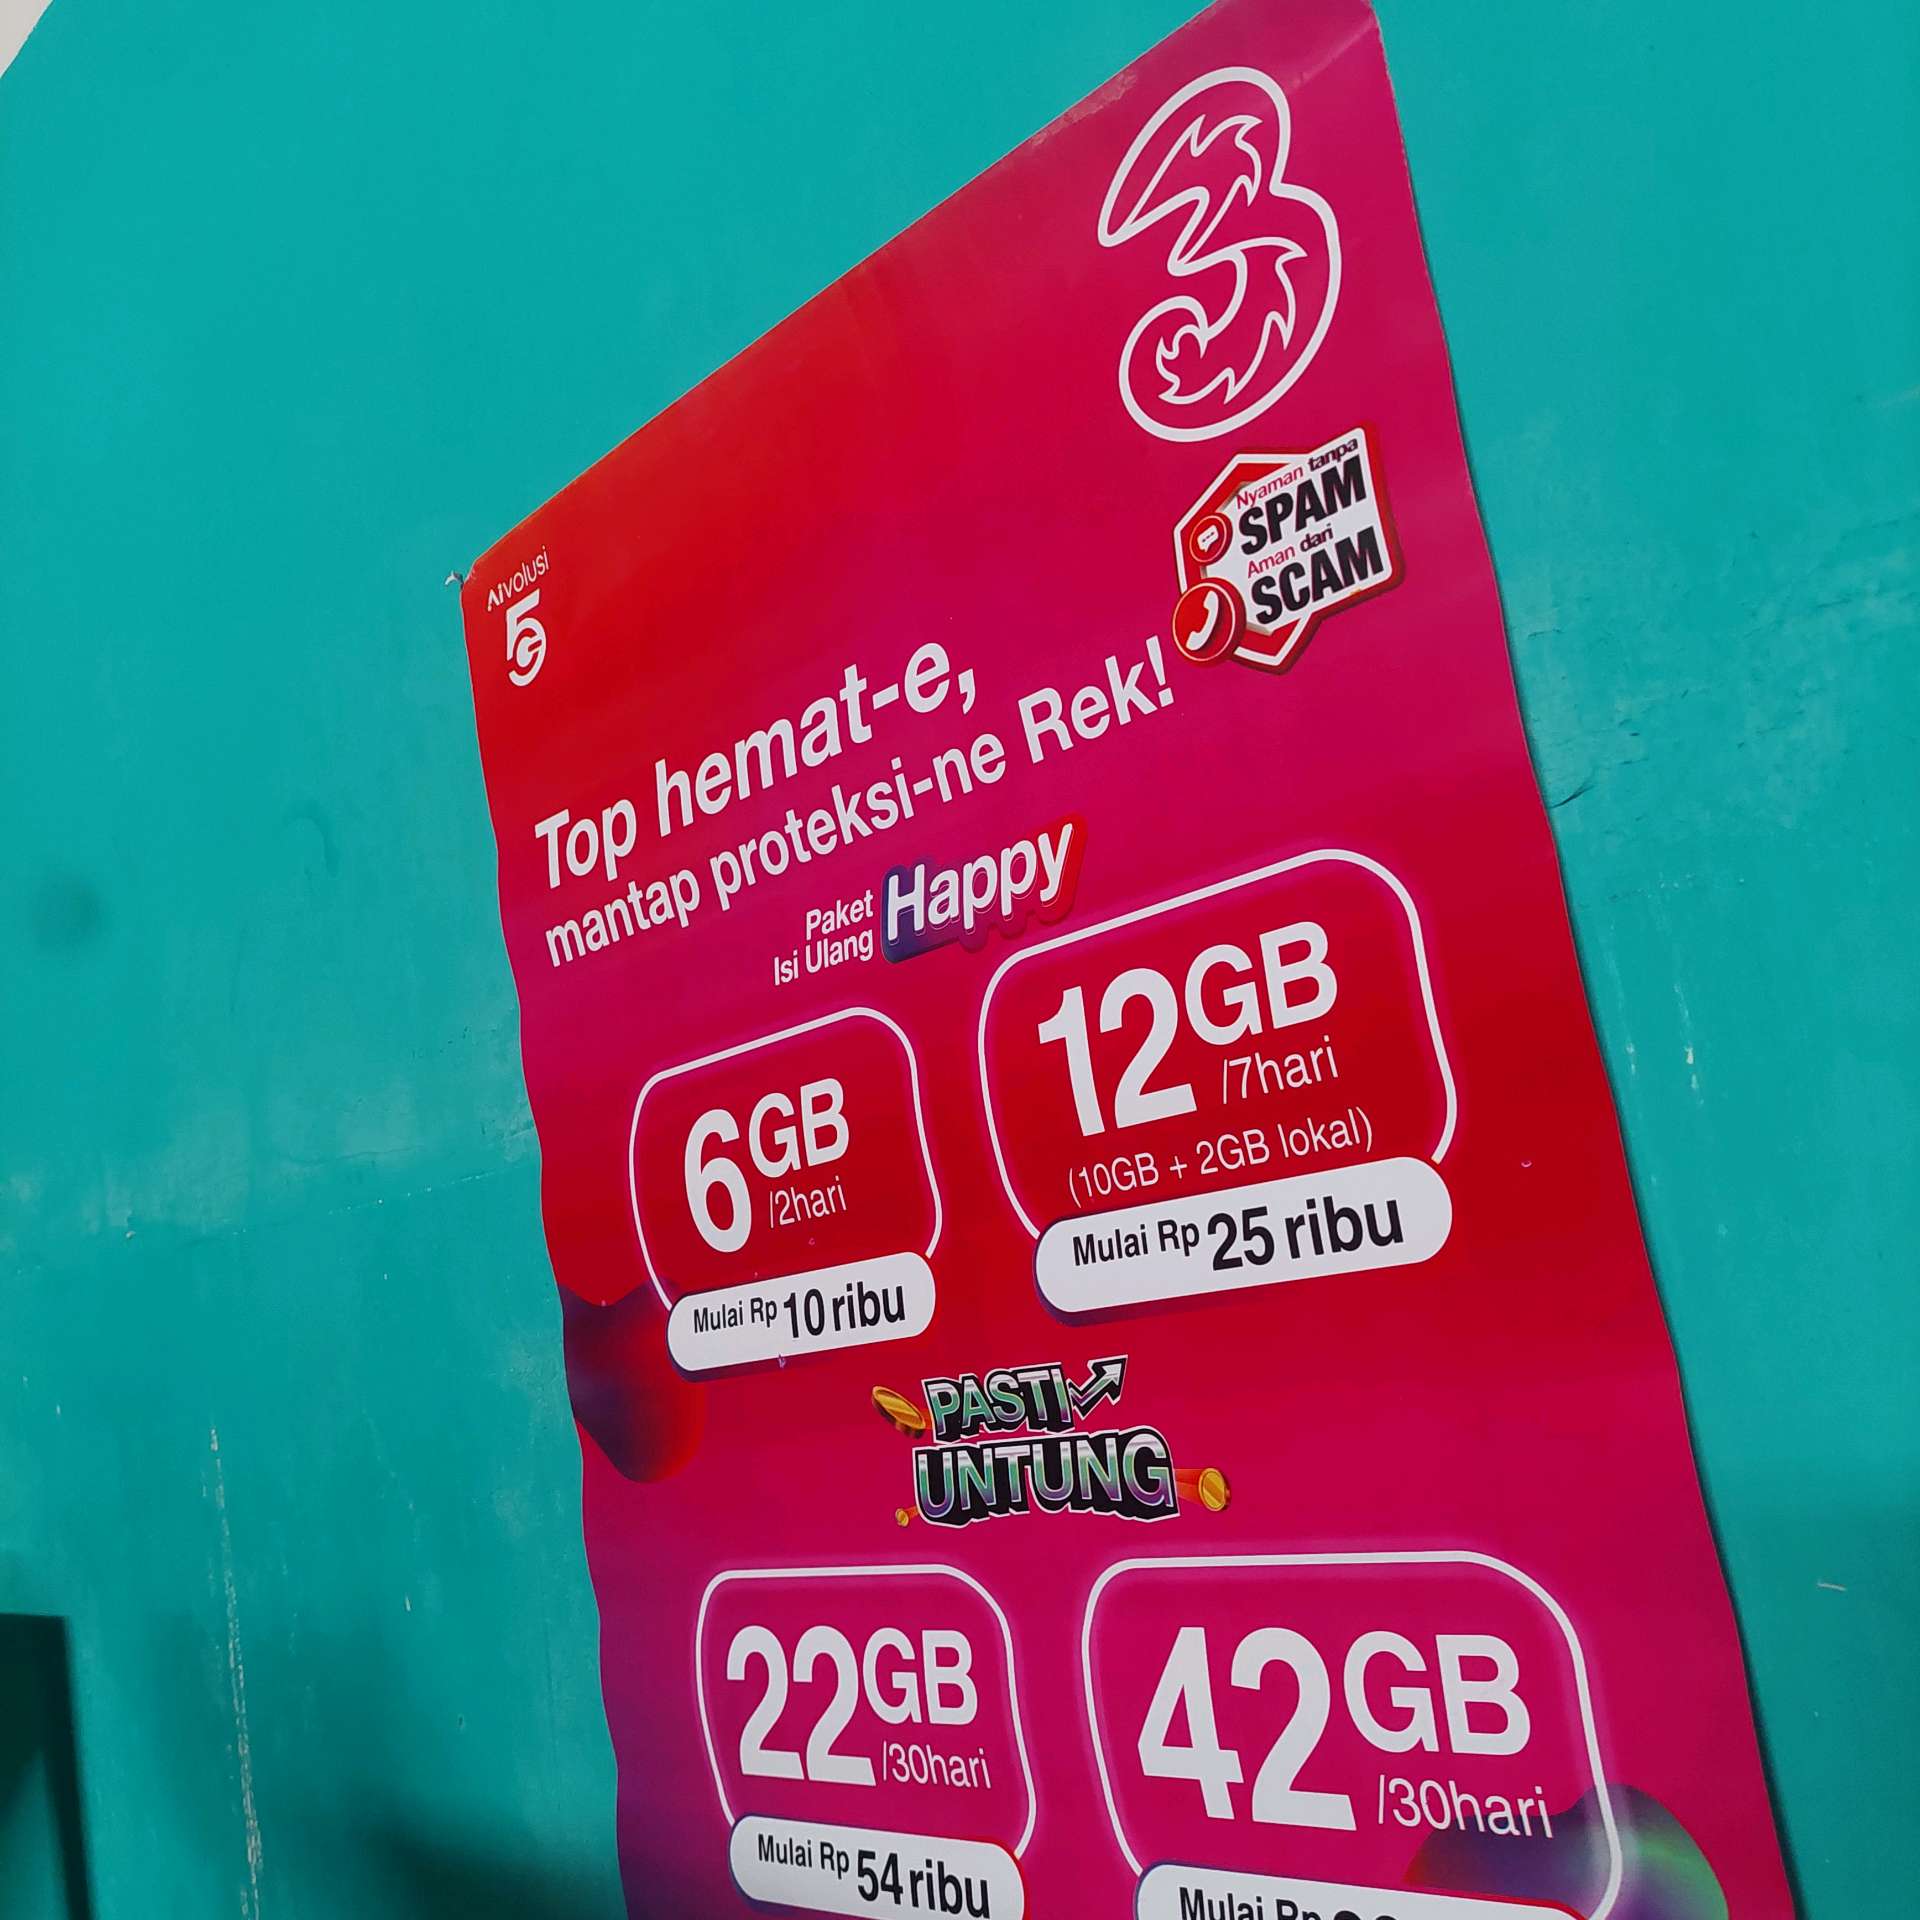 3
Nyaman tanpa
SPAM
Aman dari
SCAM
AIvolusi
5G
Top hemat-e,
mantap proteksi-ne Rek!
Paket
Isi Ulang
Happy
6GB
/2hari
Mulai Rp 10 ribu
12GB
/7hari
(10GB + 2GB lokal)
Mulai Rp 25 ribu
PASTI
UNTUNG
22GB
/30hari
Mulai Rp 54 ribu
42GB
/30hari
Mulai Rp